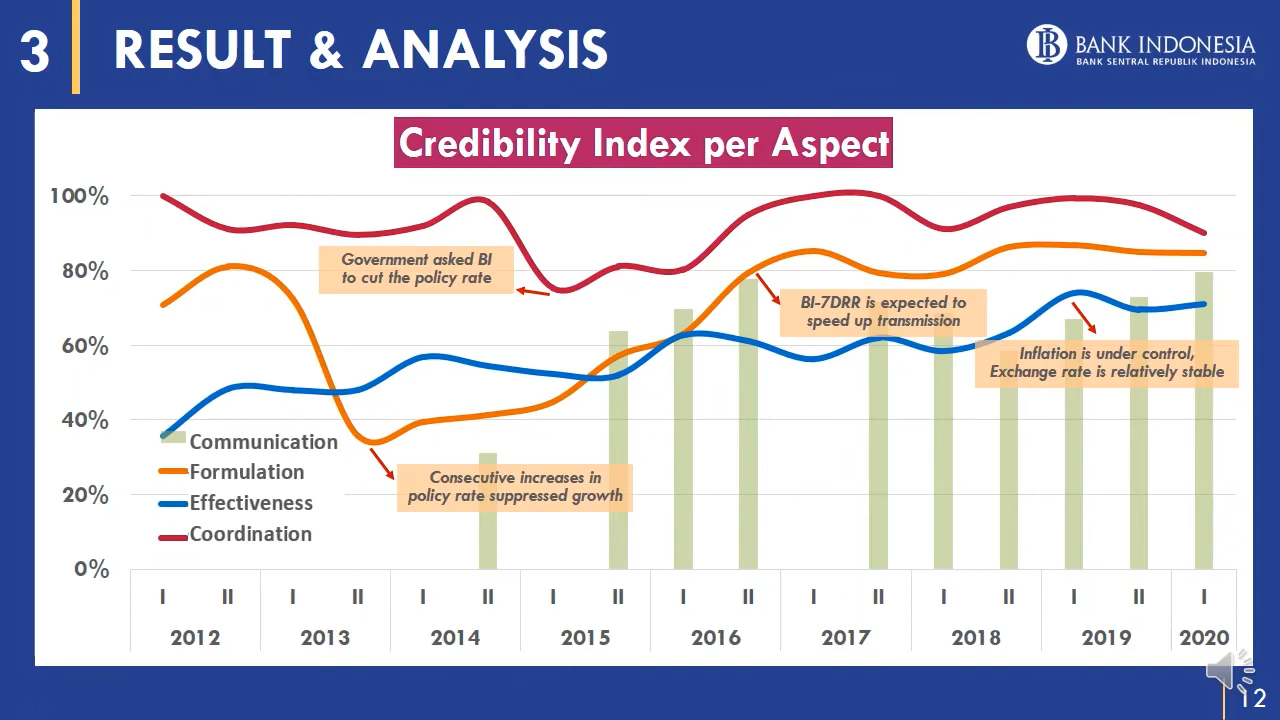 3
RESULT & ANALYSIS
BANK INDONESIA
BANK SENTRAL REPUBLIK INDONESIA
Credibility Index per Aspect
100%
80%
60%
40%
20%
0%
Government asked BI
to cut the policy rate
BI-7DRR is expected to
speed up transmission
Inflation is under control,
Exchange rate is relatively stable
Consecutive increases in
policy rate suppressed growth
Communication
Formulation
Effectiveness
Coordination
I II I II I II I II I II I II I II I II I
2012 2013 2014 2015 2016 2017 2018 2019 2020
12